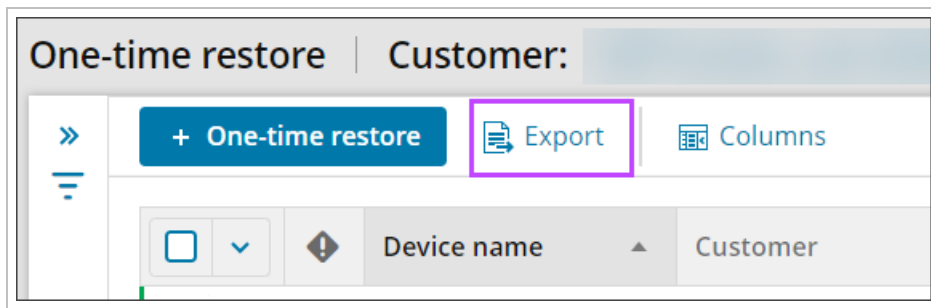 One-time restore Customer:
+ One-time restore Export Columns
Device name Customer